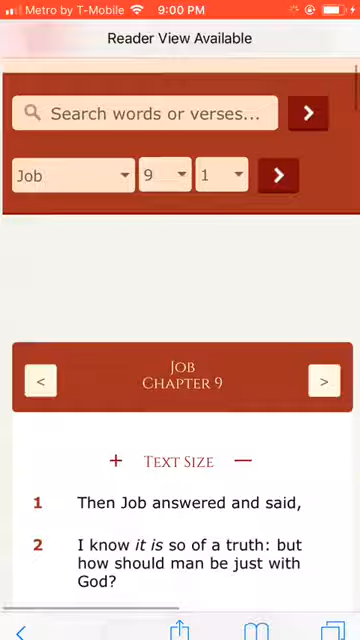 Metro by T-Mobile 9:00 PM
Reader View Available
Search words or verses...
Job 9 1
JOB
CHAPTER 9
< >
+ TEXT SIZE —
1 Then Job answered and said,
2 I know it is so of a truth: but
how should man be just with
God?